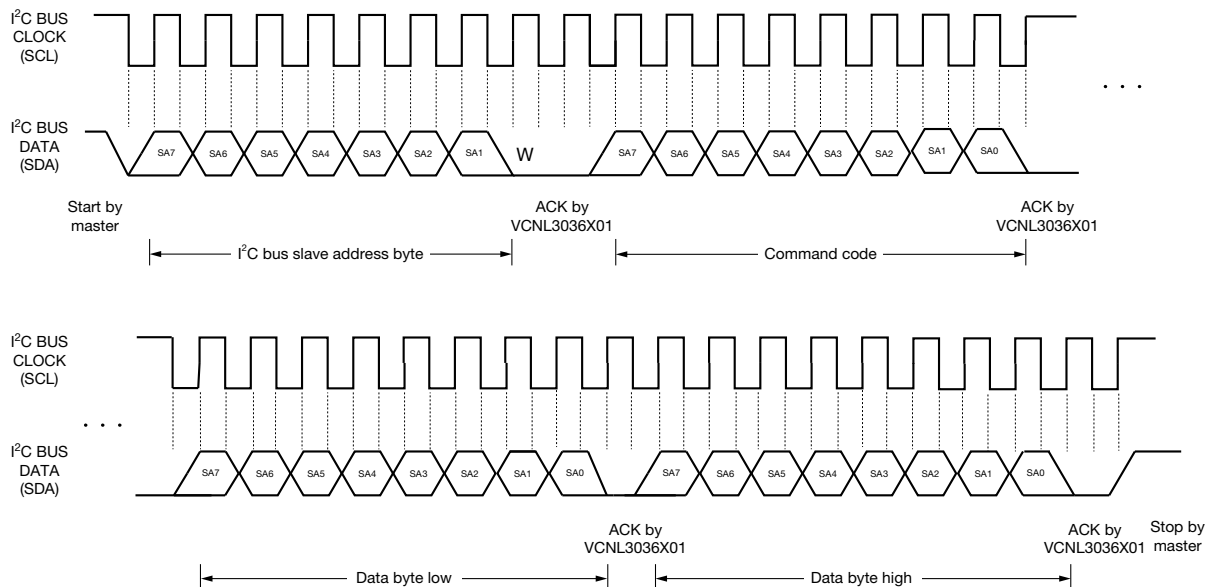 I²C BUS
CLOCK
(SCL)
. . .
I²C BUS
DATA
(SDA)
SA7 SA6 SA5 SA4 SA3 SA2 SA1 W SA7 SA6 SA5 SA4 SA3 SA2 SA1 SA0
Start by
master
ACK by
VCNL3036X01
ACK by
VCNL3036X01
I²C bus slave address byte
Command code
I²C BUS
CLOCK
(SCL)
. . .
I²C BUS
DATA
(SDA)
SA7 SA6 SA5 SA4 SA3 SA2 SA1 SA0 SA7 SA6 SA5 SA4 SA3 SA2 SA1 SA0
ACK by
VCNL3036X01
ACK by
VCNL3036X01
Stop by
master
Data byte low
Data byte high